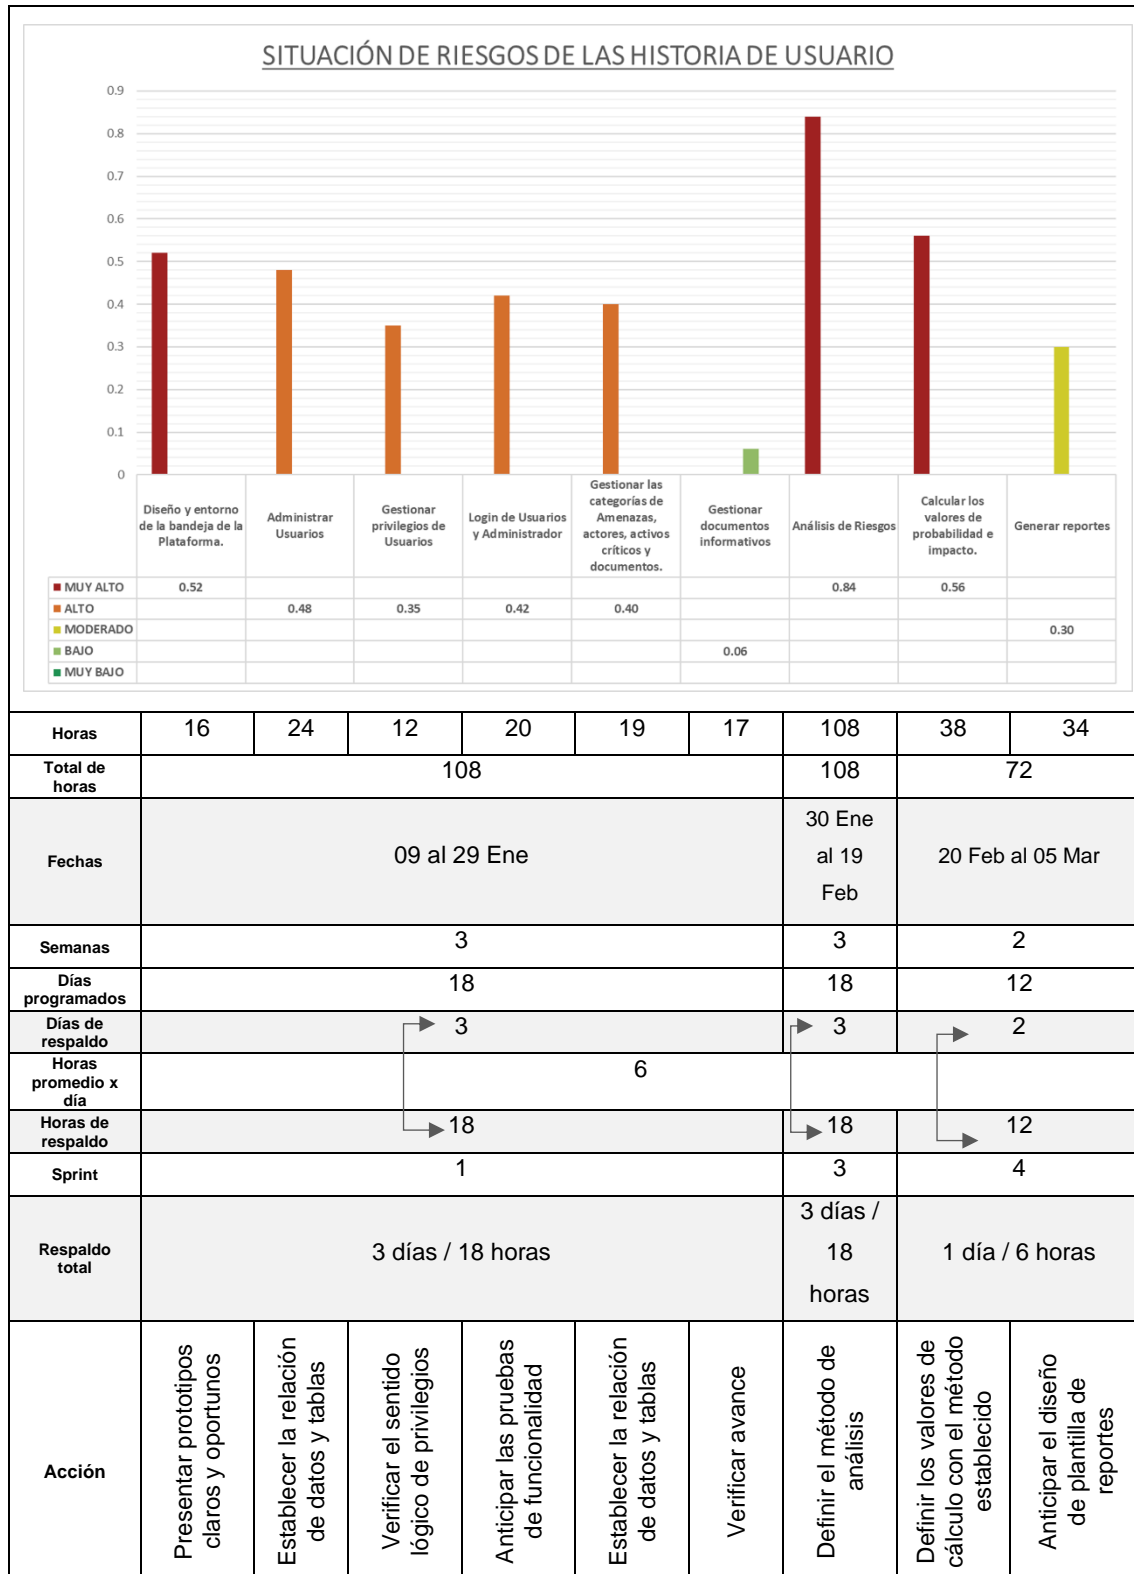 SITUACIÓN DE RIESGOS DE LAS HISTORIA DE USUARIO
0.9
0.8
0.7
0.6
0.5
0.4
0.3
0.2
0.1
0
Diseño y entorno
de la bandeja de la
Plataforma.
Administrar
Usuarios
Gestionar
privilegios de
Usuarios
Login de Usuarios
y Administrador
Gestionar las
categorías de
Amenazas,
actores, activos
críticos y
documentos.
Gestionar
documentos
informativos
Análisis de Riesgos
Calcular los
valores de
probabilidad e
impacto.
Generar reportes
MUY ALTO 0.52 0.84 0.56
ALTO 0.48 0.35 0.42 0.40
MODERADO 0.30
BAJO 0.06
MUY BAJO
Horas 16 24 12 20 19 17 108 38 34
Total de
horas
108 108 72
Fechas
09 al 29 Ene
30 Ene
al 19
Feb
20 Feb al 05 Mar
Semanas 3 3 2
Días
programados
18 18 12
Días de
respaldo
3 3 2
Horas
promedio x
día
6
Horas de
respaldo
18 18 12
Sprint 1 3 4
Respaldo
total
3 días / 18 horas
3 días /
18
horas
1 día / 6 horas
Acción
Presentar prototipos
claros y oportunos
Establecer la relación
de datos y tablas
Verificar el sentido
lógico de privilegios
Anticipar las pruebas
de funcionalidad
Establecer la relación
de datos y tablas
Verificar avance
Definir el método de
análisis
Definir los valores de
cálculo con el método
establecido
Anticipar el diseño
de plantilla de
reportes